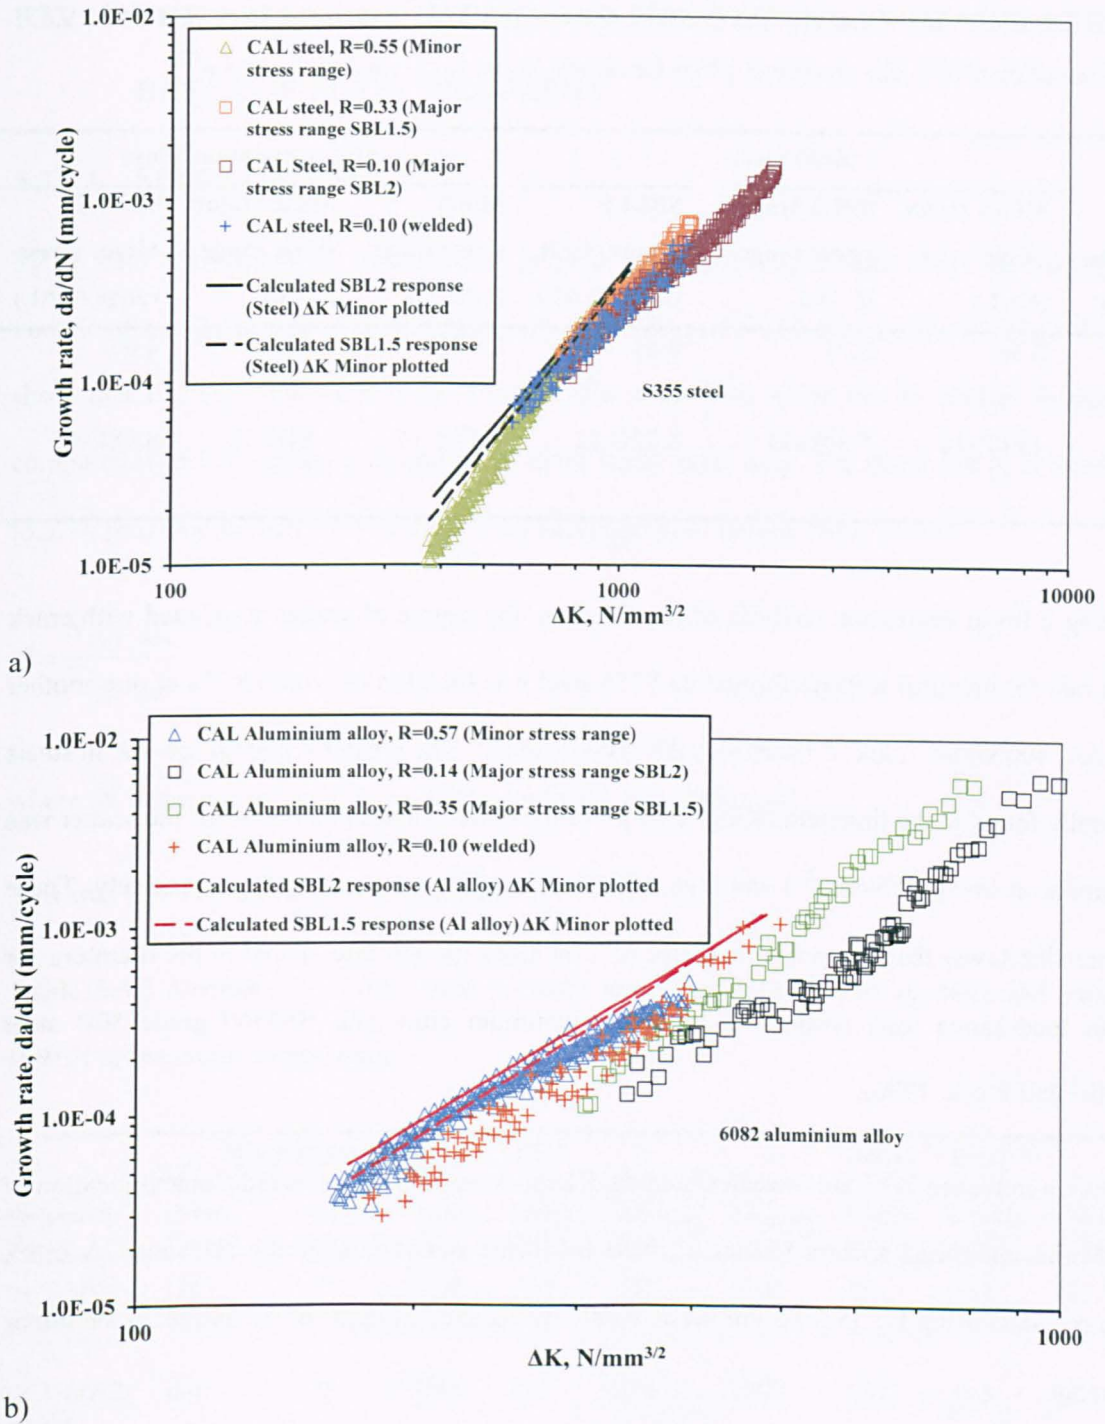 1.0E-02
1.0E-03
1.0E-04
1.0E-05
Growth rate, da/dN (mm/cycle)
CAL steel, R=0.55 (Minor
stress range)
CAL steel, R=0.33 (Major
stress range SBL1.5)
CAL Steel, R=0.10 (Major
stress range SBL2)
CAL steel, R=0.10 (welded)
Calculated SBL2 response
(Steel) ΔK Minor plotted
Calculated SBL1.5 response
(Steel) ΔK Minor plotted
S355 steel
100
1000
10000
ΔK, N/mm^3/2
a)
1.0E-02
1.0E-03
1.0E-04
1.0E-05
Growth rate, da/dN (mm/cycle)
CAL Aluminium alloy, R=0.57 (Minor stress range)
CAL Aluminium alloy, R=0.14 (Major stress range SBL2)
CAL Aluminium alloy, R=0.35 (Major stress range SBL1.5)
CAL Aluminium alloy, R=0.10 (welded)
Calculated SBL2 response (Al alloy) ΔK Minor plotted
Calculated SBL1.5 response (Al alloy) ΔK Minor plotted
6082 aluminium alloy
100
1000
ΔK, N/mm^3/2
b)